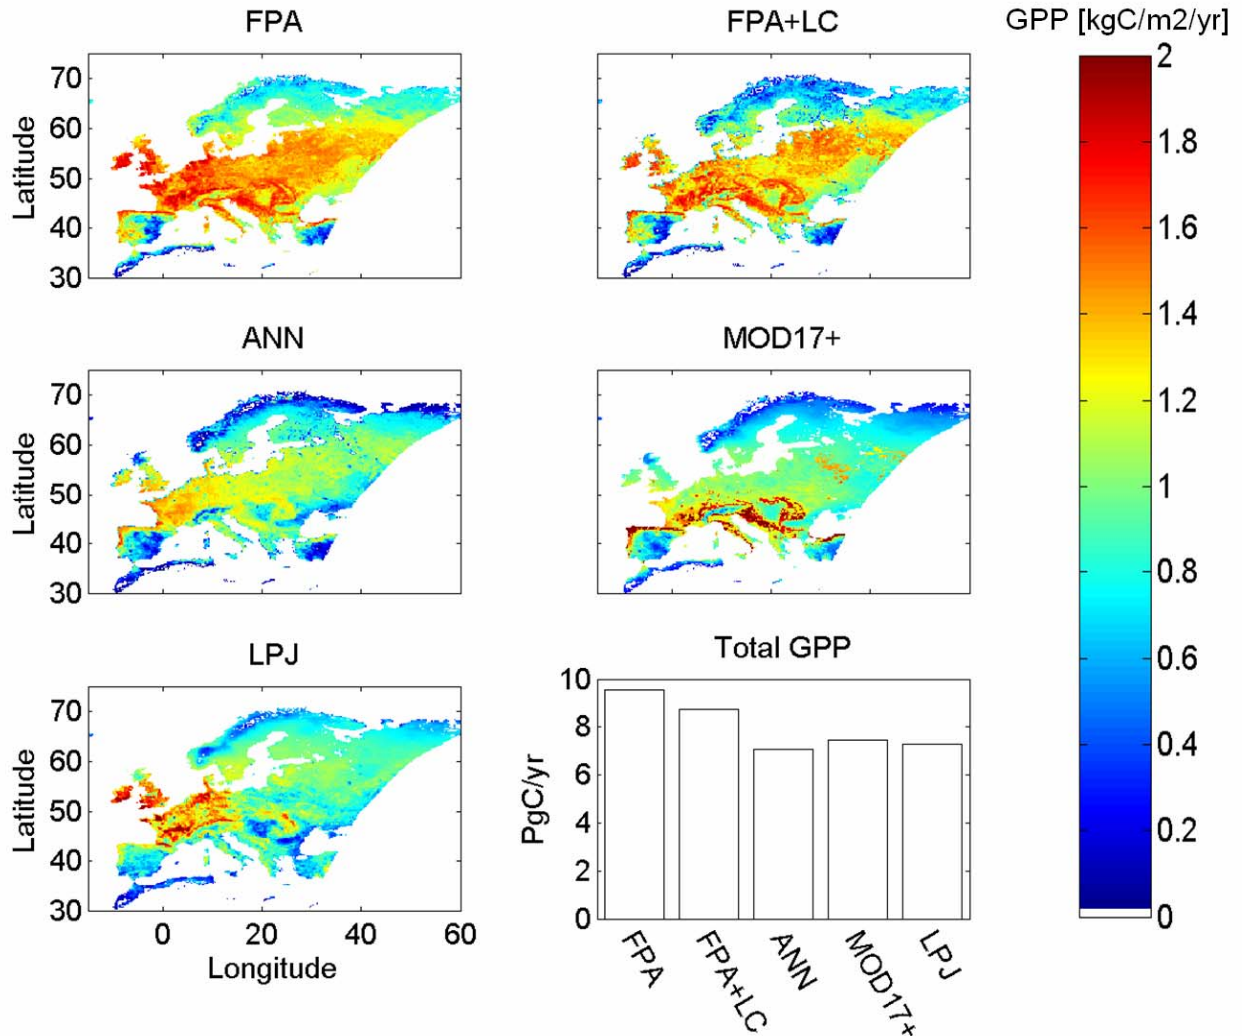 FPA
FPA+LC
GPP [kgC/m2/yr]
Latitude
70
60
50
40
30
2
1.8
1.6
1.4
1.2
1
0.8
0.6
0.4
0.2
0
ANN
MOD17+
Latitude
70
60
50
40
30
LPJ
Total GPP
Latitude
70
60
50
40
30
0
20
40
60
Longitude
PgC/yr
10
8
6
4
2
0
FPA
FPA+LC
ANN
MOD17+
LPJ